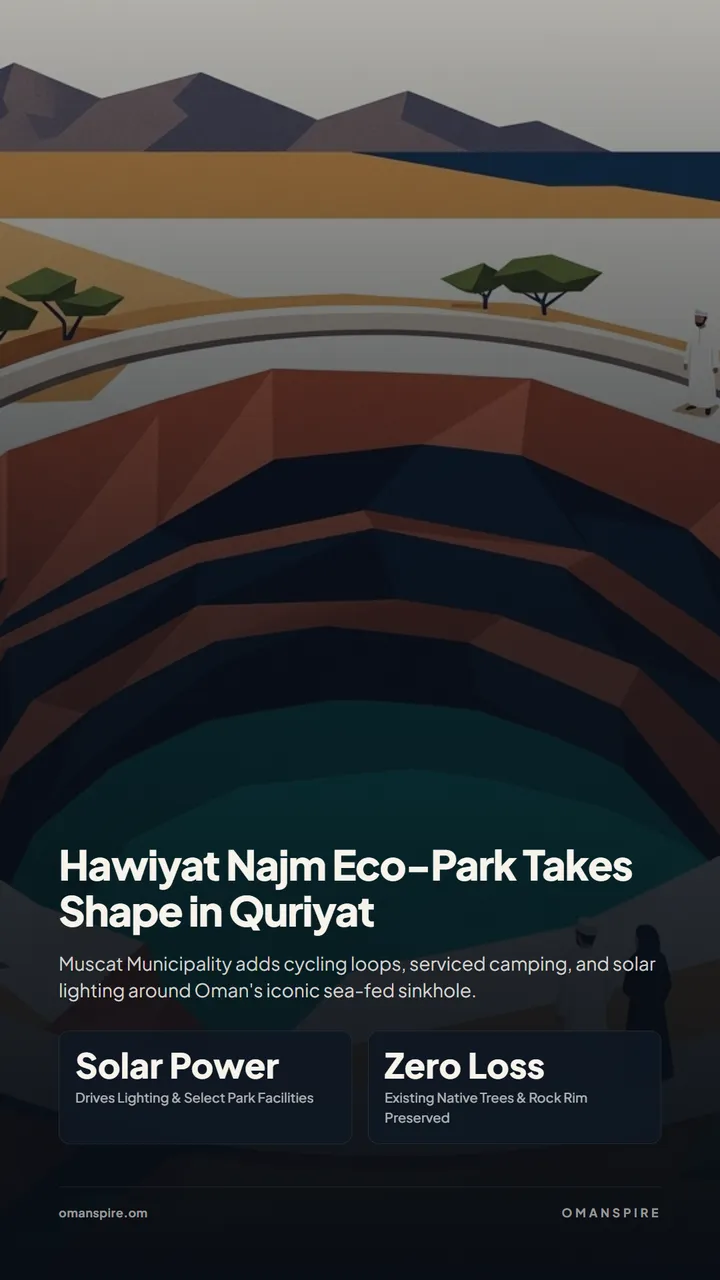 Hawiyat Najm Eco-Park Takes
Shape in Quriyat
Muscat Municipality adds cycling loops, serviced camping, and solar
lighting around Oman's iconic sea-fed sinkhole.
Solar Power
Drives Lighting & Select Park Facilities
Zero Loss
Existing Native Trees & Rock Rim
Preserved
omanspire.om
OMANSPIRE